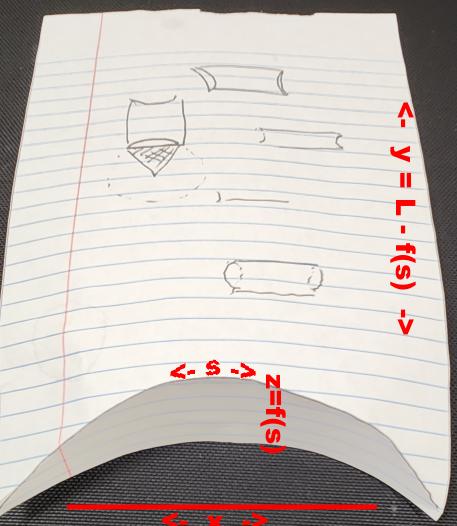 <- y = L - f(s) ->
<- s ->
z=f(s)
<- x ->